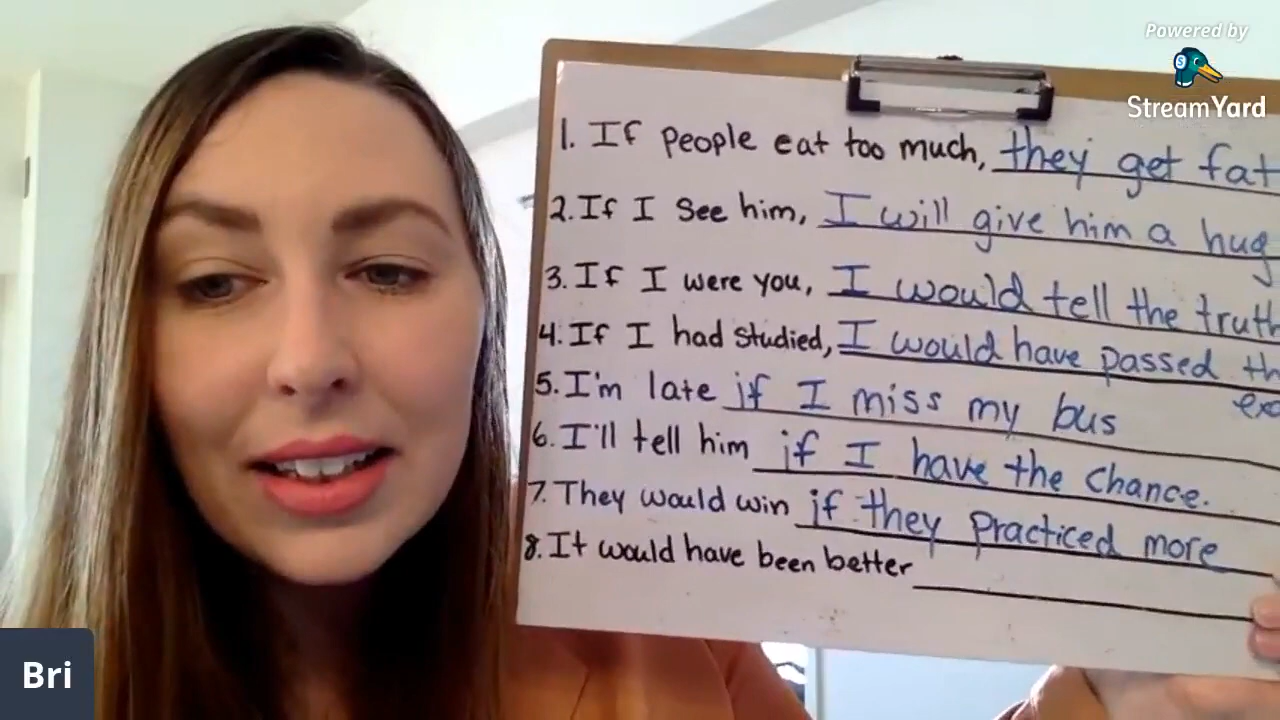 Powered by
StreamYard
1. If people eat too much, they get fat
2. If I see him, I will give him a hug
3. If I were you, I would tell the truth
4. If I had studied, I would have passed th
5. I'm late if I miss my bus
6. I'll tell him if I have the chance.
7. They would win if they practiced more
8. It would have been better
Bri